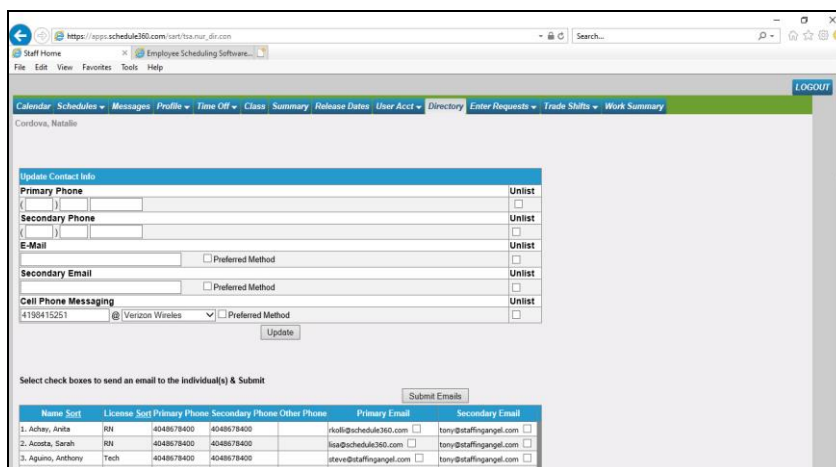 https://apps.schedule360.com/sart/tsa.nur_dir.con Search...
Staff Home × Employee Scheduling Software...
File Edit View Favorites Tools Help
LOGOUT
Calendar Schedules Messages Profile Time Off Class Summary Release Dates User Acct Directory Enter Requests Trade Shifts Work Summary
Cordova, Natalie
Update Contact Info
Primary Phone Unlist
( )
Secondary Phone Unlist
( )
E-Mail Unlist
Preferred Method
Secondary Email Unlist
Preferred Method
Cell Phone Messaging Unlist
4198415251 @ Verizon Wireles Preferred Method
Update
Select check boxes to send an email to the individual(s) & Submit
Submit Emails
Name Sort License Sort Primary Phone Secondary Phone Other Phone Primary Email Secondary Email
1. Achey, Anita RN 4048678400 4048678400 rkolli@schedule360.com tony@staffingangel.com
2. Acosta, Sarah RN 4048678400 4048678400 lisa@schedule360.com tony@staffingangel.com
3. Aguino, Anthony Tech 4048678400 4048678400 steve@staffingangel.com tony@staffingangel.com